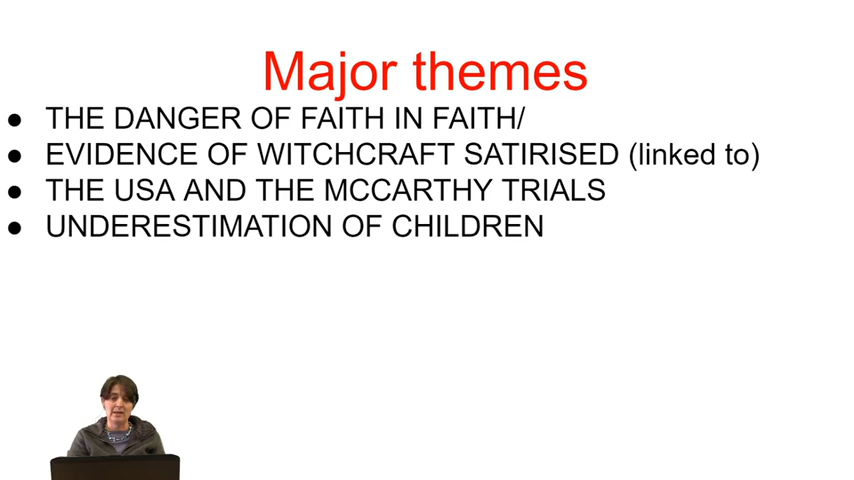 Major themes
● THE DANGER OF FAITH IN FAITH/
● EVIDENCE OF WITCHCRAFT SATIRISED (linked to)
● THE USA AND THE MCCARTHY TRIALS
● UNDERESTIMATION OF CHILDREN